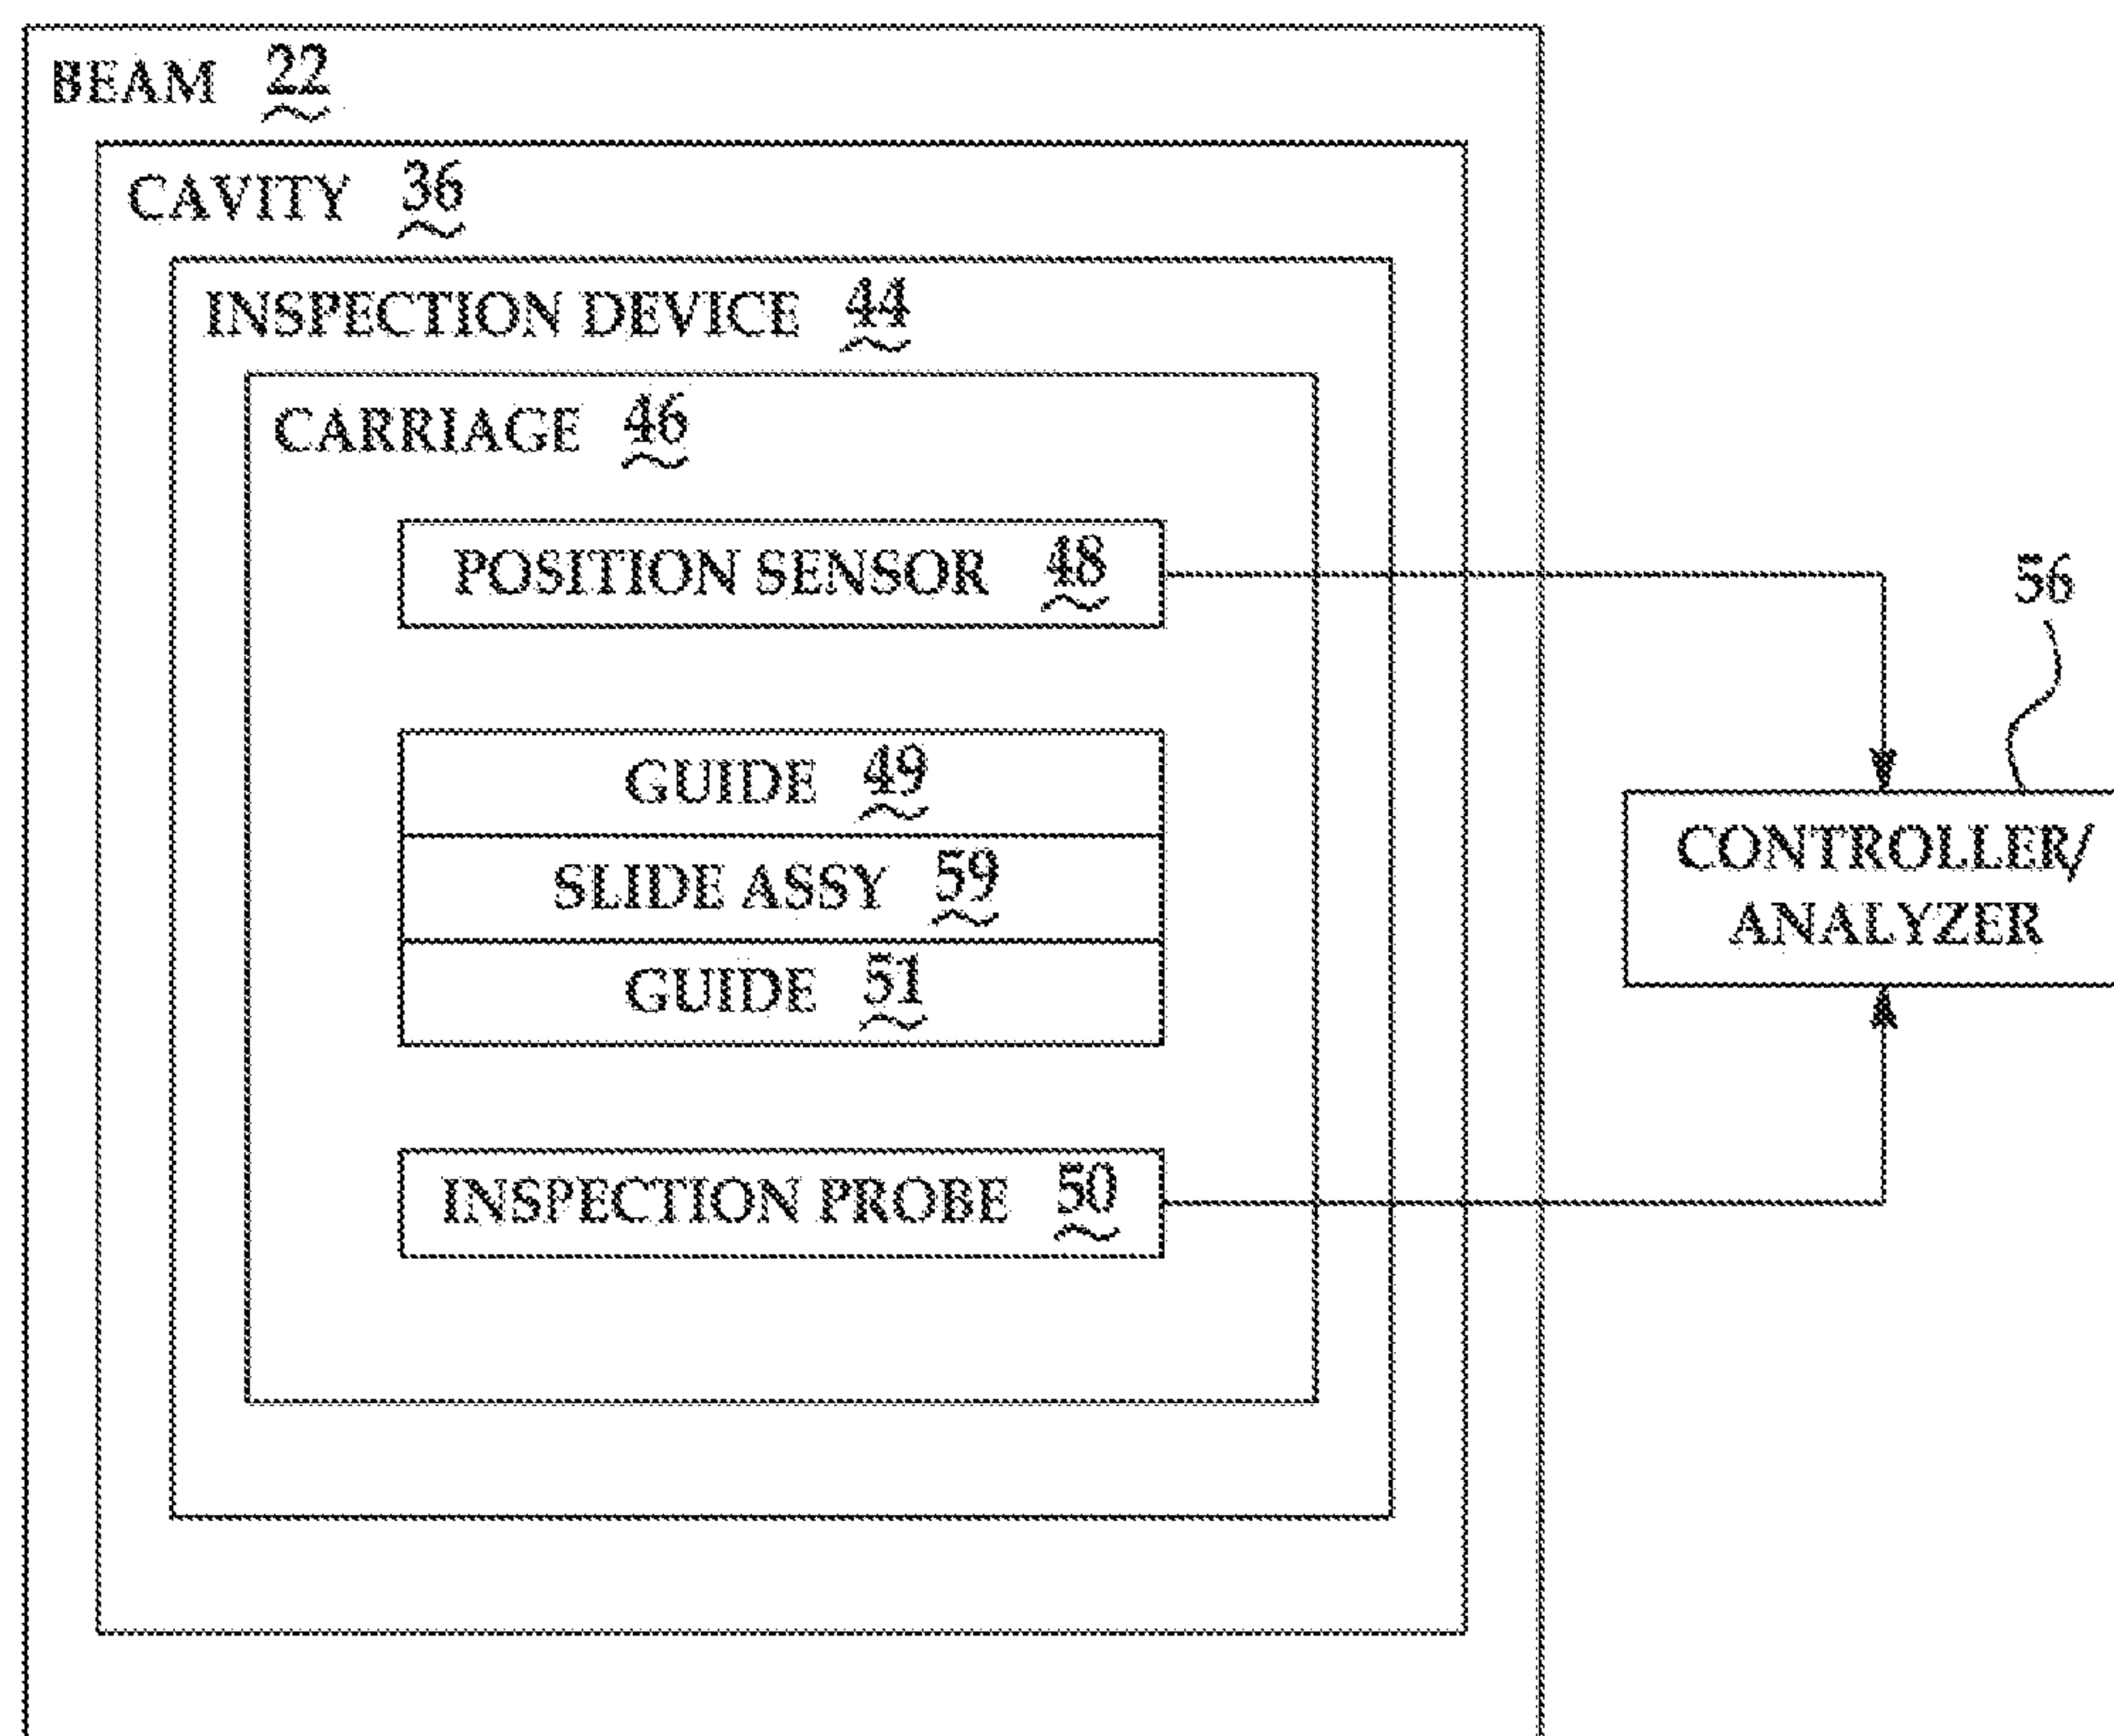 BEAM 22
CAVITY 36
INSPECTION DEVICE 44
CARRIAGE 46
POSITION SENSOR 48
56
GUIDE 49
SLIDE ASSY 59
GUIDE 51
CONTROLLER/
ANALYZER
INSPECTION PROBE 50